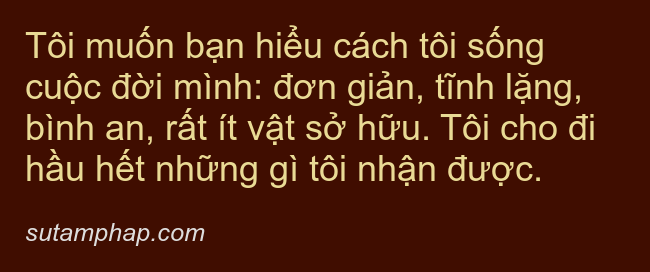 Tôi muốn bạn hiểu cách tôi sống
cuộc đời mình: đơn giản, tĩnh lặng,
bình an, rất ít vật sở hữu. Tôi cho đi
hầu hết những gì tôi nhận được.
sutamphap.com